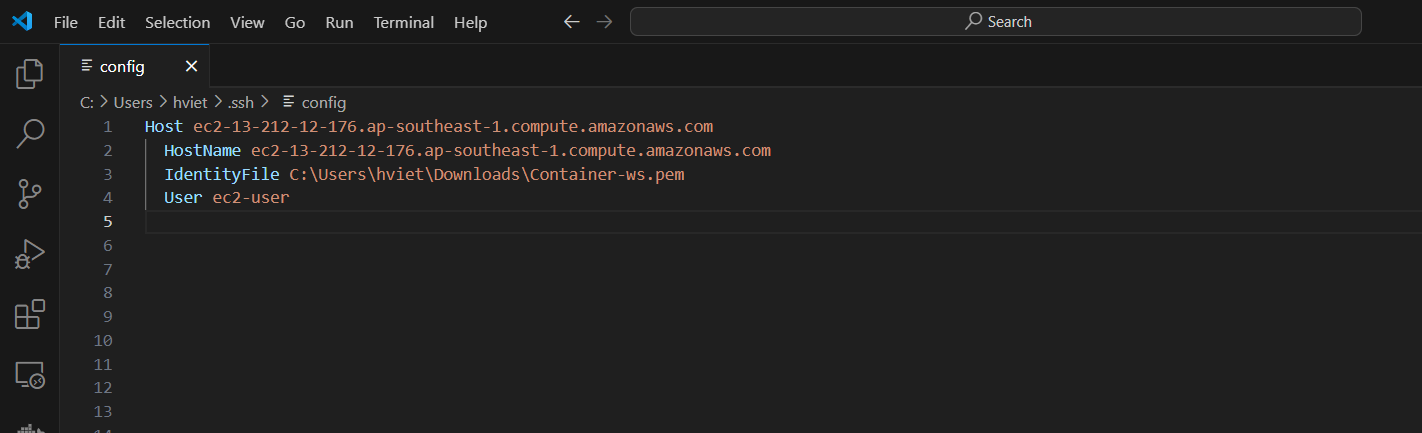 File Edit Selection View Go Run Terminal Help Search
config
C: Users hviet .ssh config
1 Host ec2-13-212-12-176.ap-southeast-1.compute.amazonaws.com
2 HostName ec2-13-212-12-176.ap-southeast-1.compute.amazonaws.com
3 IdentityFile C:\Users\hviet\Downloads\Container-ws.pem
4 User ec2-user
5
6
7
8
9
10
11
12
13
14